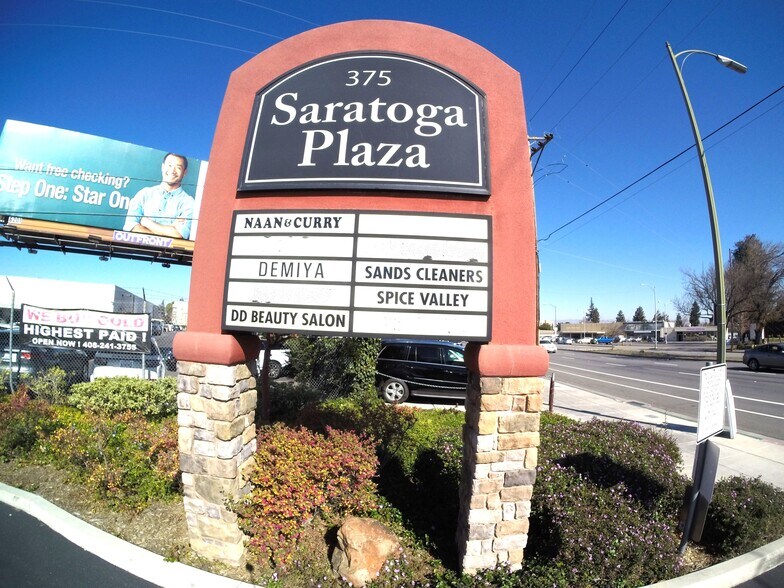 375
Saratoga
Plaza
NAAN & CURRY
DEMIYA
SANDS CLEANERS
SPICE VALLEY
DD BEAUTY SALON
Want free checking?
Step One: Star One
OUTFRONT/
WE BUY GOLD
HIGHEST PAID !
OPEN NOW ! 408-241-3755